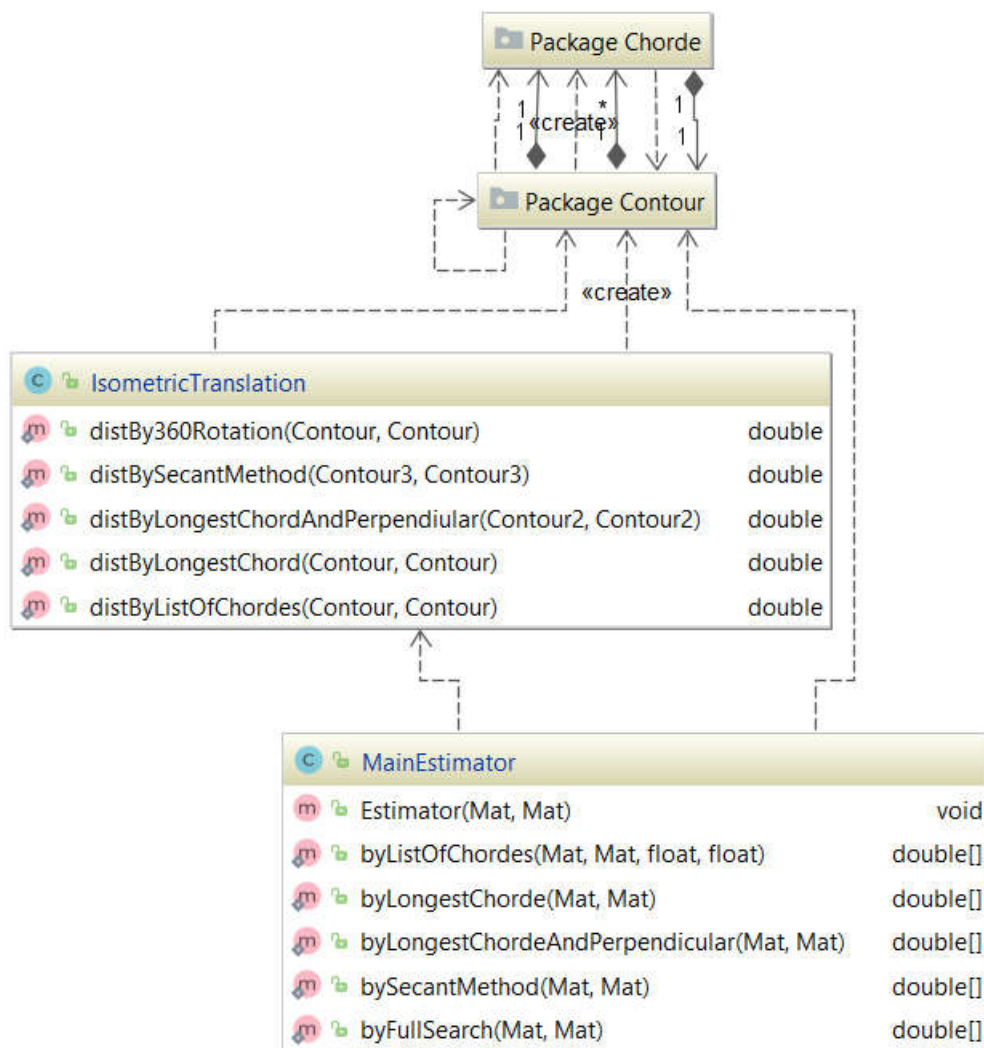 Package Chorde
1 * 1
«create»
1 1 1
Package Contour
«create»
C IsometricTranslation
m distBy360Rotation(Contour, Contour) double
m distBySecantMethod(Contour3, Contour3) double
m distByLongestChordAndPerpendiular(Contour2, Contour2) double
m distByLongestChord(Contour, Contour) double
m distByListOfChordes(Contour, Contour) double
C MainEstimator
m Estimator(Mat, Mat) void
m byListOfChordes(Mat, Mat, float, float) double[]
m byLongestChorde(Mat, Mat) double[]
m byLongestChordeAndPerpendicular(Mat, Mat) double[]
m bySecantMethod(Mat, Mat) double[]
m byFullSearch(Mat, Mat) double[]